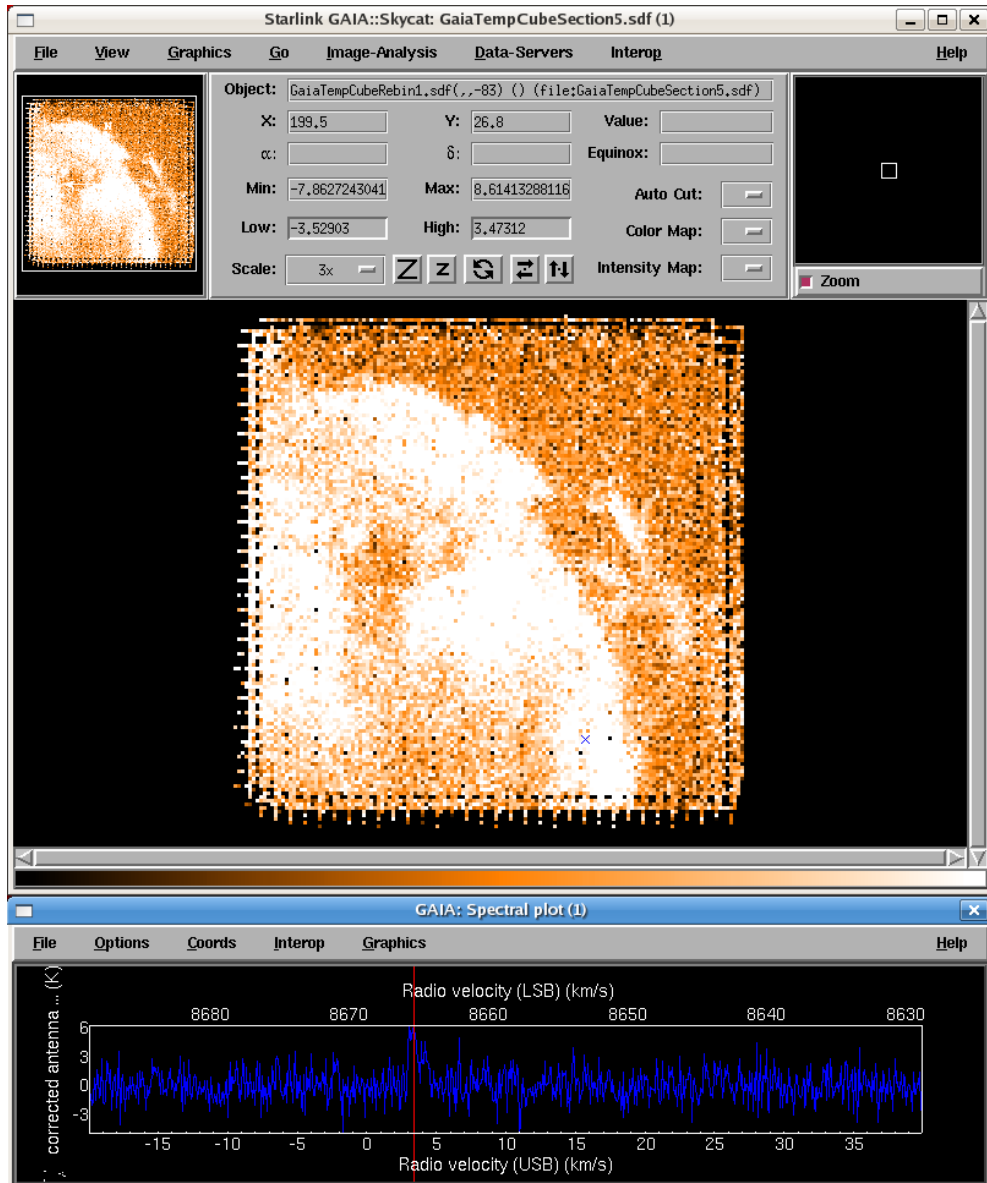 Starlink GAIA::Skycat: GaiaTempCubeSection5.sdf (1)
File View Graphics Go Image-Analysis Data-Servers Interop Help
Object: GaiaTempCubeRebin1.sdf(,,-83) () (file:GaiaTempCubeSection5.sdf)
X: 199.5 Y: 26.8 Value:
α: δ: Equinox:
Min: -7.8627243041 Max: 8.61413288116 Auto Cut:
Low: -3.52903 High: 3.47312 Color Map:
Scale: 3x Z z Intensity Map:
Zoom
GAIA: Spectral plot (1)
File Options Coords Interop Graphics Help
Radio velocity (LSB) (km/s)
8680 8670 8660 8650 8640 8630
corrected antenna ... (K)
6
3
0
-3
-15 -10 -5 0 5 10 15 20 25 30 35
Radio velocity (USB) (km/s)